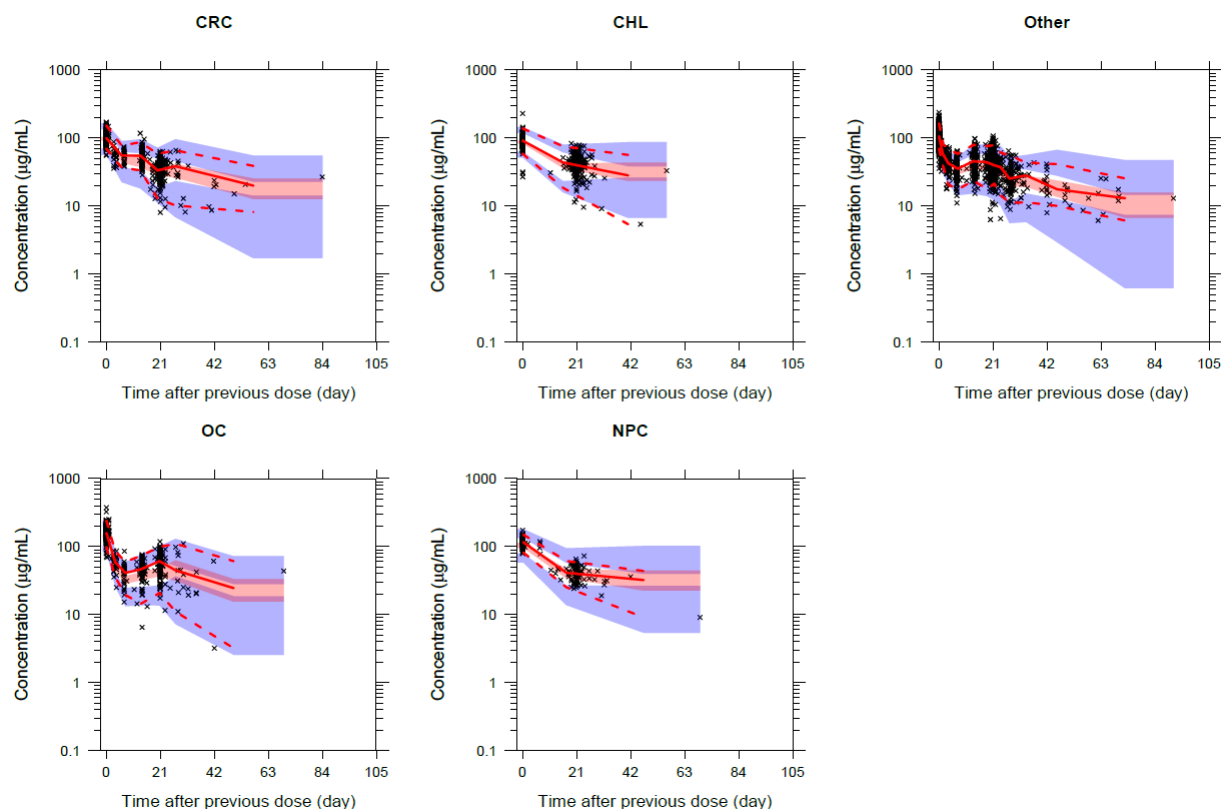 CRC
1000
100
10
1
0.1
Concentration (µg/mL)
0 21 42 63 84 105
Time after previous dose (day)
CHL
1000
100
10
1
0.1
Concentration (µg/mL)
0 21 42 63 84 105
Time after previous dose (day)
Other
1000
100
10
1
0.1
Concentration (µg/mL)
0 21 42 63 84 105
Time after previous dose (day)
OC
1000
100
10
1
0.1
Concentration (µg/mL)
0 21 42 63 84 105
Time after previous dose (day)
NPC
1000
100
10
1
0.1
Concentration (µg/mL)
0 21 42 63 84 105
Time after previous dose (day)